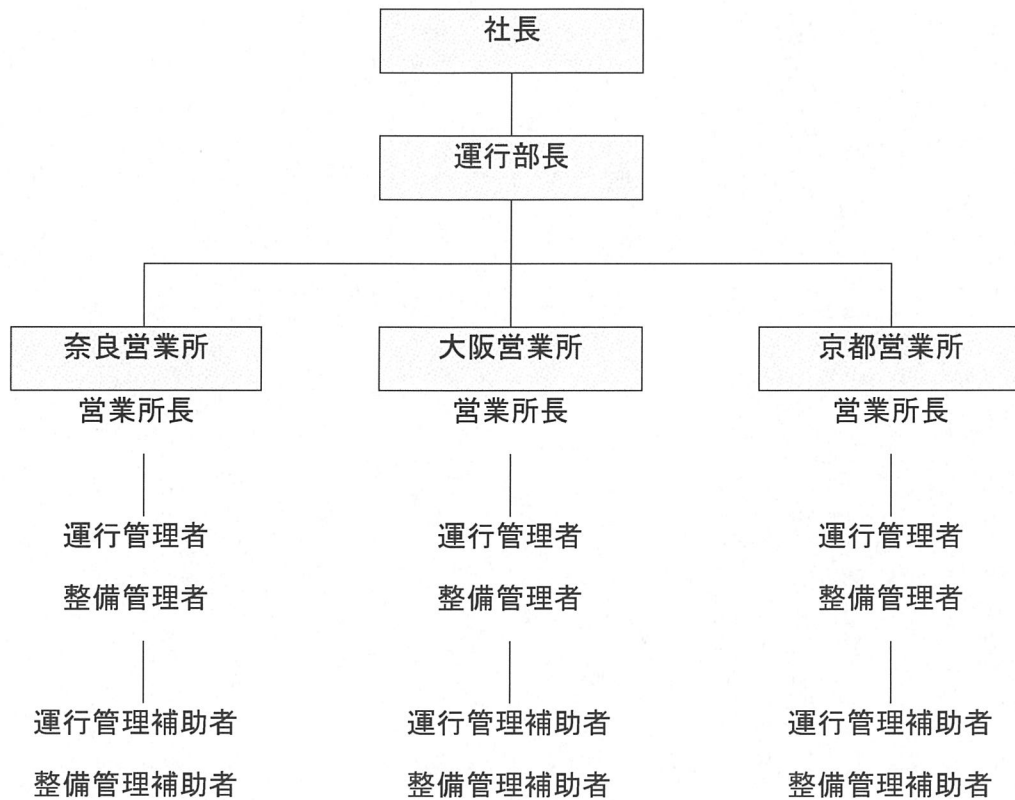 社長
運行部長
奈良営業所
営業所長
運行管理者
整備管理者
運行管理補助者
整備管理補助者
大阪営業所
営業所長
運行管理者
整備管理者
運行管理補助者
整備管理補助者
京都営業所
営業所長
運行管理者
整備管理者
運行管理補助者
整備管理補助者